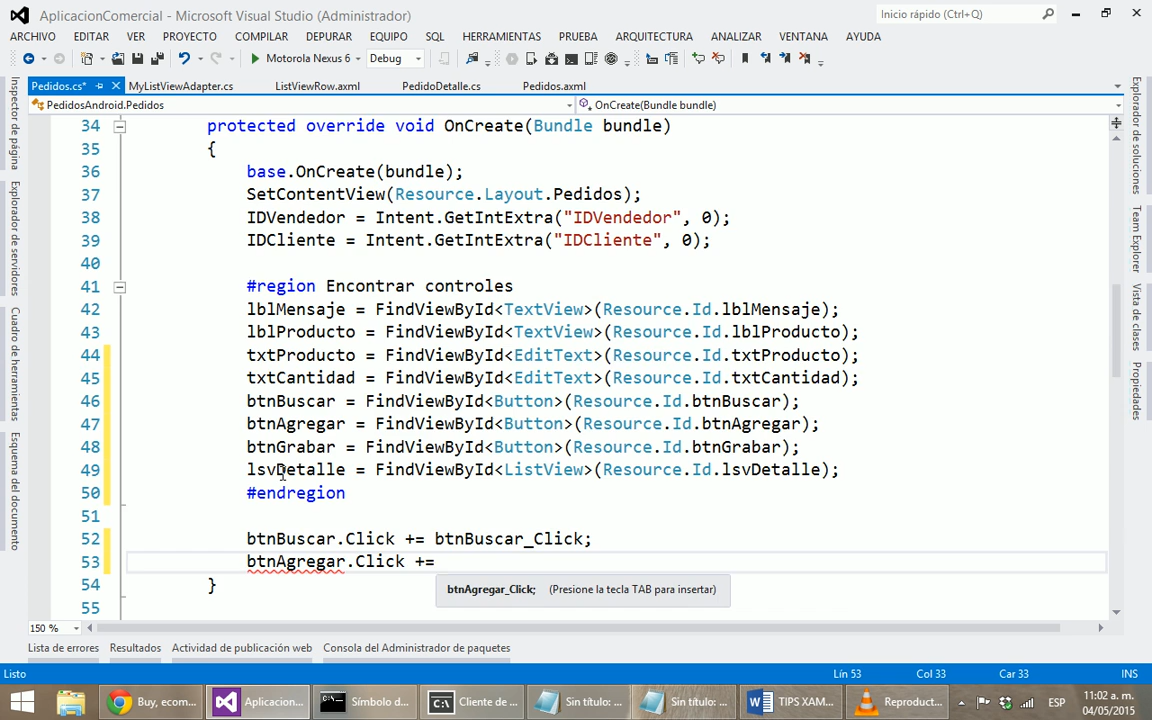 AplicacionComercial - Microsoft Visual Studio (Administrador)
Inicio rápido (Ctrl+Q)
ARCHIVO EDITAR VER PROYECTO COMPILAR DEPURAR EQUIPO SQL HERRAMIENTAS PRUEBA ARQUITECTURA ANALIZAR VENTANA AYUDA
Motorola Nexus 6 Debug
Pedidos.cs* MyListViewAdapter.cs ListViewRow.axml PedidoDetalle.cs Pedidos.axml
PedidosAndroid.Pedidos OnCreate(Bundle bundle)
34 protected override void OnCreate(Bundle bundle)
35 {
36 base.OnCreate(bundle);
37 SetContentView(Resource.Layout.Pedidos);
38 IDVendedor = Intent.GetIntExtra("IDVendedor", 0);
39 IDCliente = Intent.GetIntExtra("IDCliente", 0);
40
41 #region Encontrar controles
42 lblMensaje = FindViewById<TextView>(Resource.Id.lblMensaje);
43 lblProducto = FindViewById<TextView>(Resource.Id.lblProducto);
44 txtProducto = FindViewById<EditText>(Resource.Id.txtProducto);
45 txtCantidad = FindViewById<EditText>(Resource.Id.txtCantidad);
46 btnBuscar = FindViewById<Button>(Resource.Id.btnBuscar);
47 btnAgregar = FindViewById<Button>(Resource.Id.btnAgregar);
48 btnGrabar = FindViewById<Button>(Resource.Id.btnGrabar);
49 lsvDetalle = FindViewById<ListView>(Resource.Id.lsvDetalle);
50 #endregion
51
52 btnBuscar.Click += btnBuscar_Click;
53 btnAgregar.Click +=
54 }
btnAgregar_Click; (Presione la tecla TAB para insertar)
55
Inspector de página
Explorador de servidores
Cuadro de herramientas
Esquema del documento
Explorador de soluciones
Team Explorer
Vista de clases
Propiedades
150 %
Lista de errores Resultados Actividad de publicación web Consola del Administrador de paquetes
Listo Lín 53 Col 33 Car 33 INS
Buy, ecom... Aplicacion... Símbolo d... Cliente de ... Sin título: ... Sin título: ... TIPS XAM... Reproduct... ESP
11:02 a. m.
04/05/2015